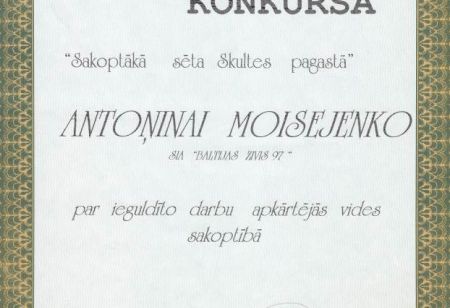 KONKURSA
"Sakoptākā sēta Skultes pagastā"
ANTOŅINAI MOISEJENKO
SIA "BALTIJAS ZIVIS 97"
par ieguldīto darbu apkārtējās vides
sakoptībā